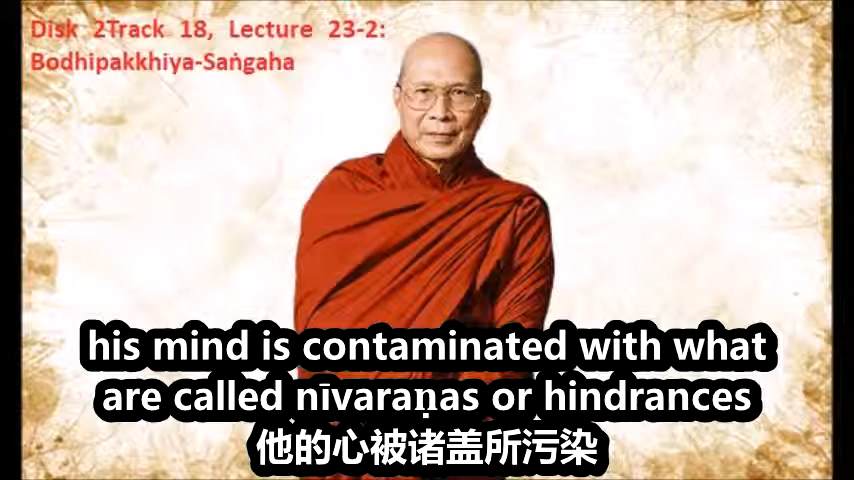 Disk 2Track 18, Lecture 23-2:
Bodhipakkhiya-Saṅgaha
his mind is contaminated with what
are called nīvaraṇas or hindrances
他的心被诸盖所污染